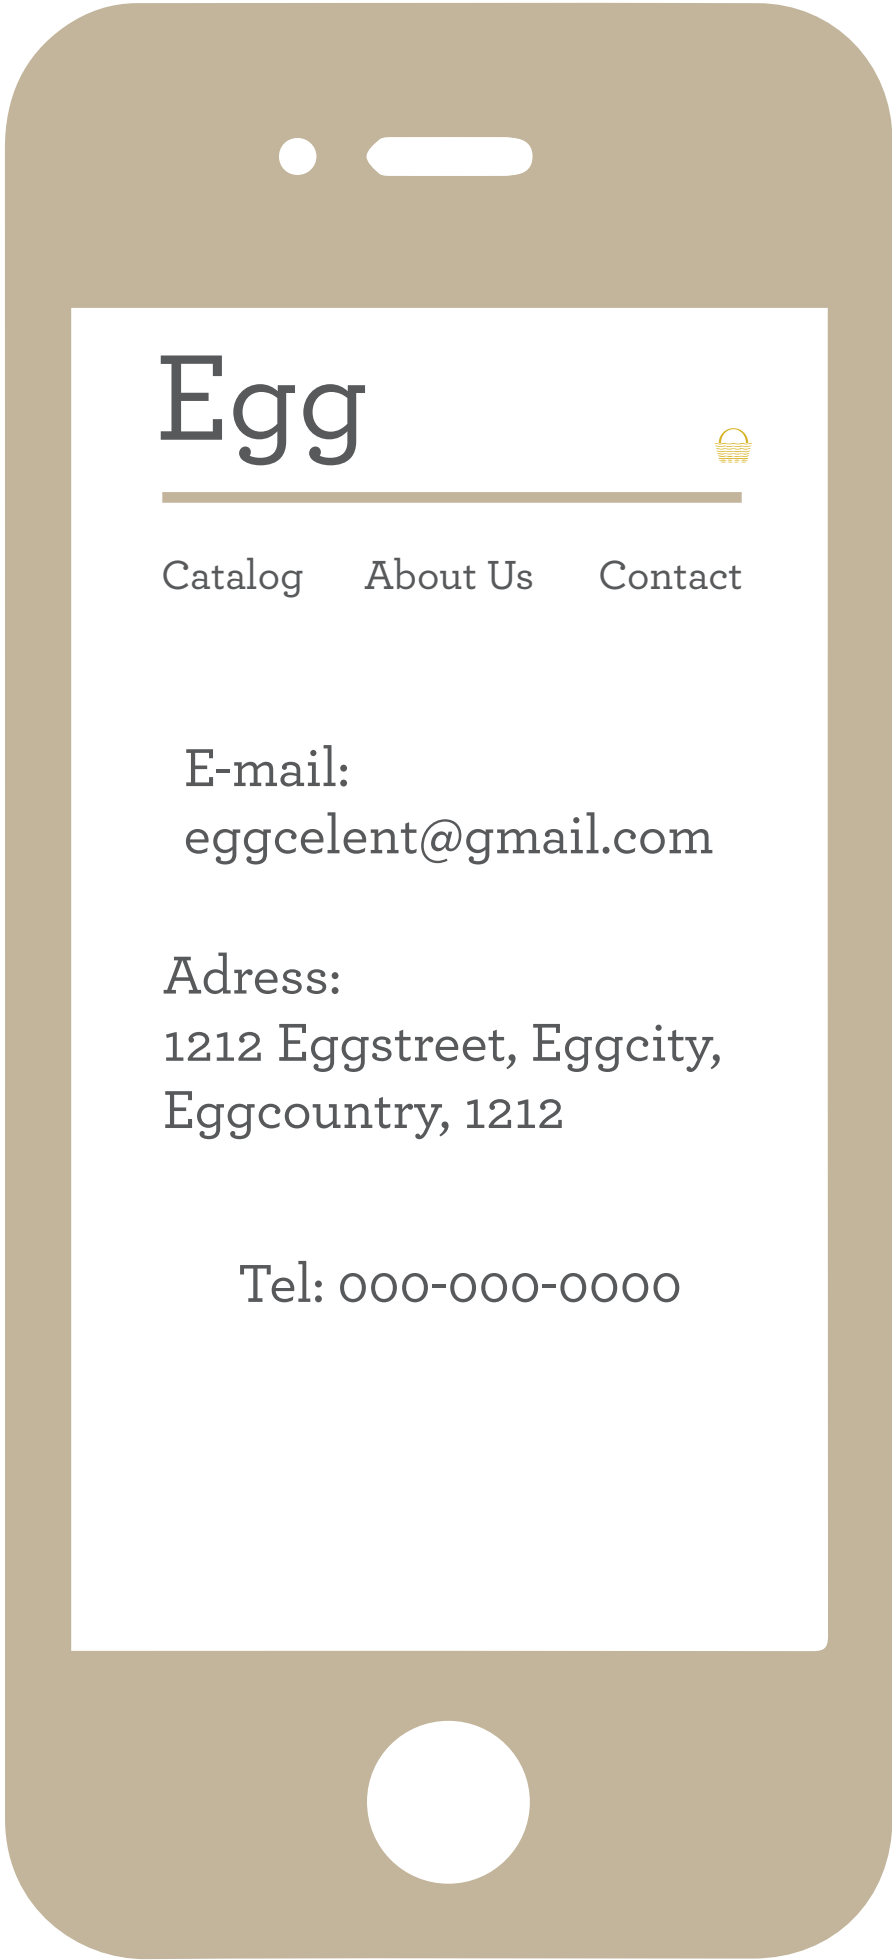 Egg
Catalog About Us Contact
E-mail:
eggcelent@gmail.com
Adress:
1212 Eggstreet, Eggcity,
Eggcountry, 1212
Tel: 000-000-0000